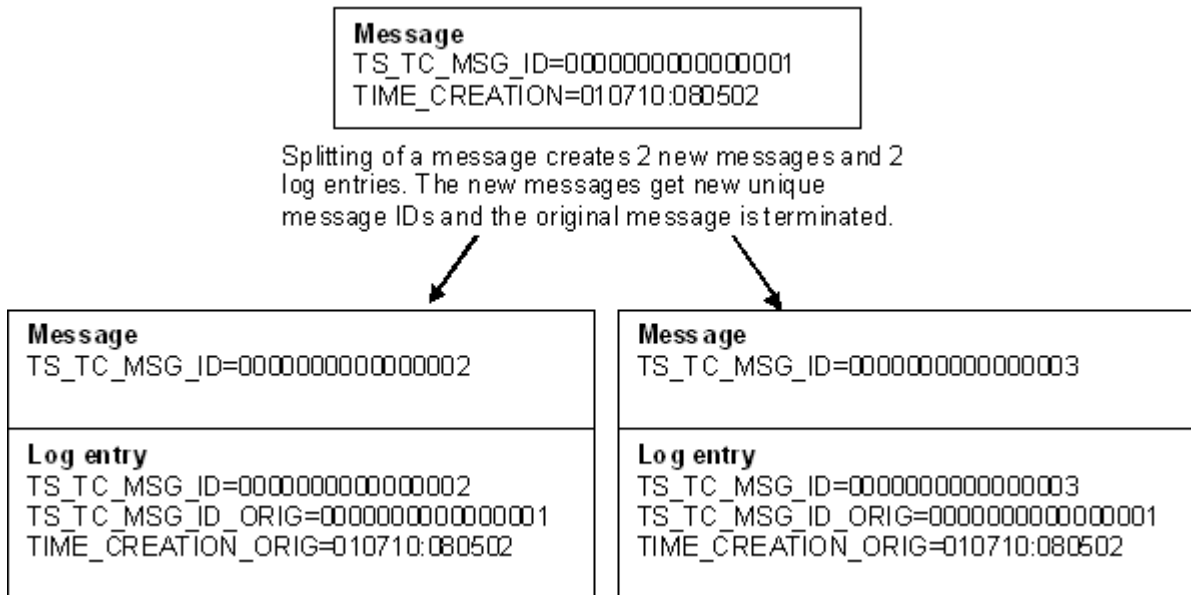 Message
TS_TC_MSG_ID=0000000000000001
TIME_CREATION=010710:080502
Splitting of a message creates 2 new messages and 2
log entries. The new messages get new unique
message IDs and the original message is terminated.
Message
TS_TC_MSG_ID=0000000000000002
Log entry
TS_TC_MSG_ID=0000000000000002
TS_TC_MSG_ID_ORIG=0000000000000001
TIME_CREATION_ORIG=010710:080502
Message
TS_TC_MSG_ID=0000000000000003
Log entry
TS_TC_MSG_ID=0000000000000003
TS_TC_MSG_ID_ORIG=0000000000000001
TIME_CREATION_ORIG=010710:080502